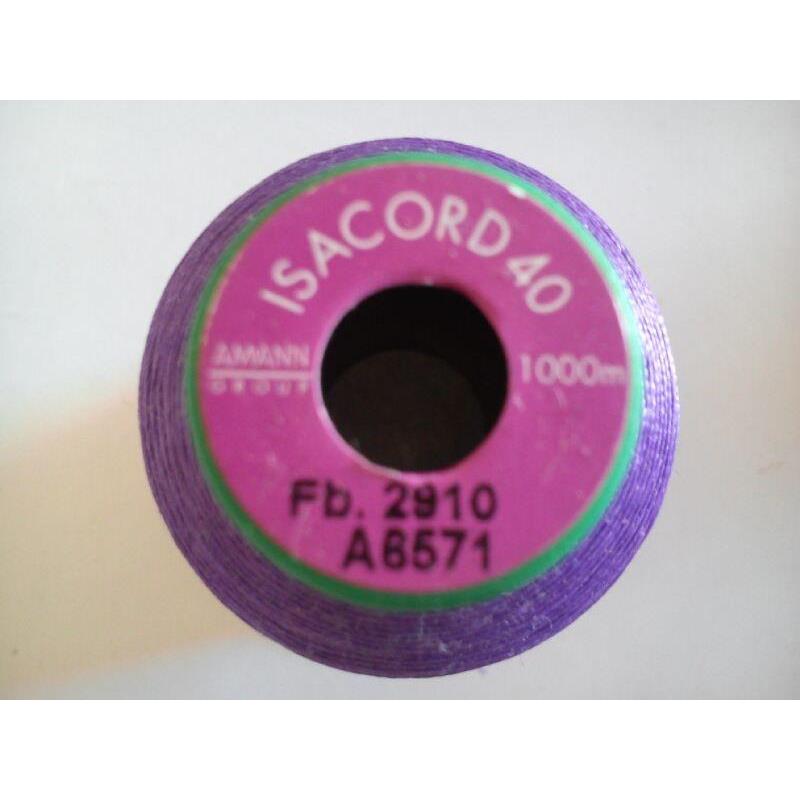 ISACORD 40
AMANN
GROUP
1000m
Fb. 2910
A6571